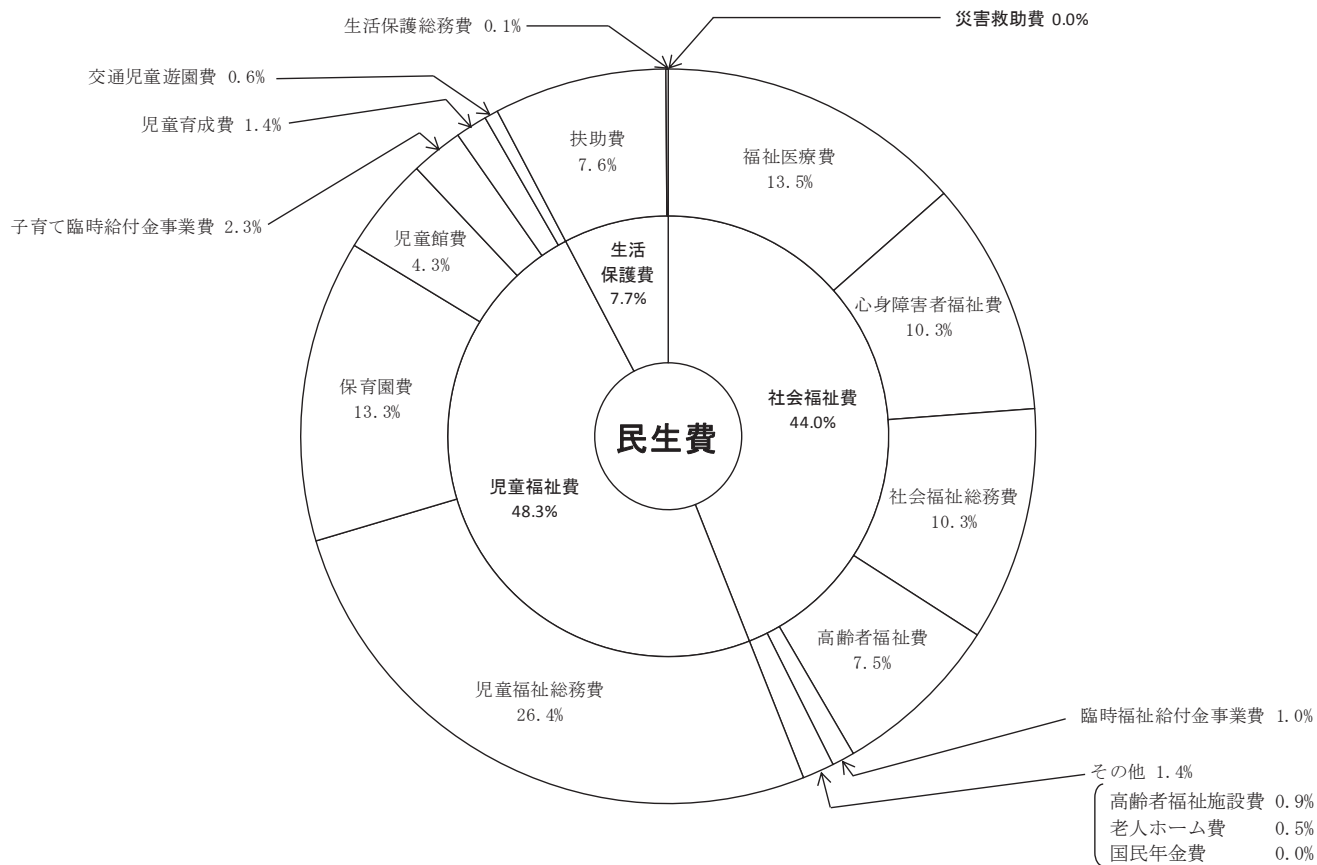 生活保護総務費 0.1%
災害救助費 0.0%
交通児童遊園費 0.6%
児童育成費 1.4%
子育て臨時給付金事業費 2.3%
扶助費
7.6%
福祉医療費
13.5%
児童館費
4.3%
生活
保護費
7.7%
心身障害者福祉費
10.3%
保育園費
13.3%
社会福祉費
44.0%
民生費
児童福祉費
48.3%
社会福祉総務費
10.3%
高齢者福祉費
7.5%
児童福祉総務費
26.4%
臨時福祉給付金事業費 1.0%
その他 1.4%
高齢者福祉施設費 0.9%
老人ホーム費 0.5%
国民年金費 0.0%